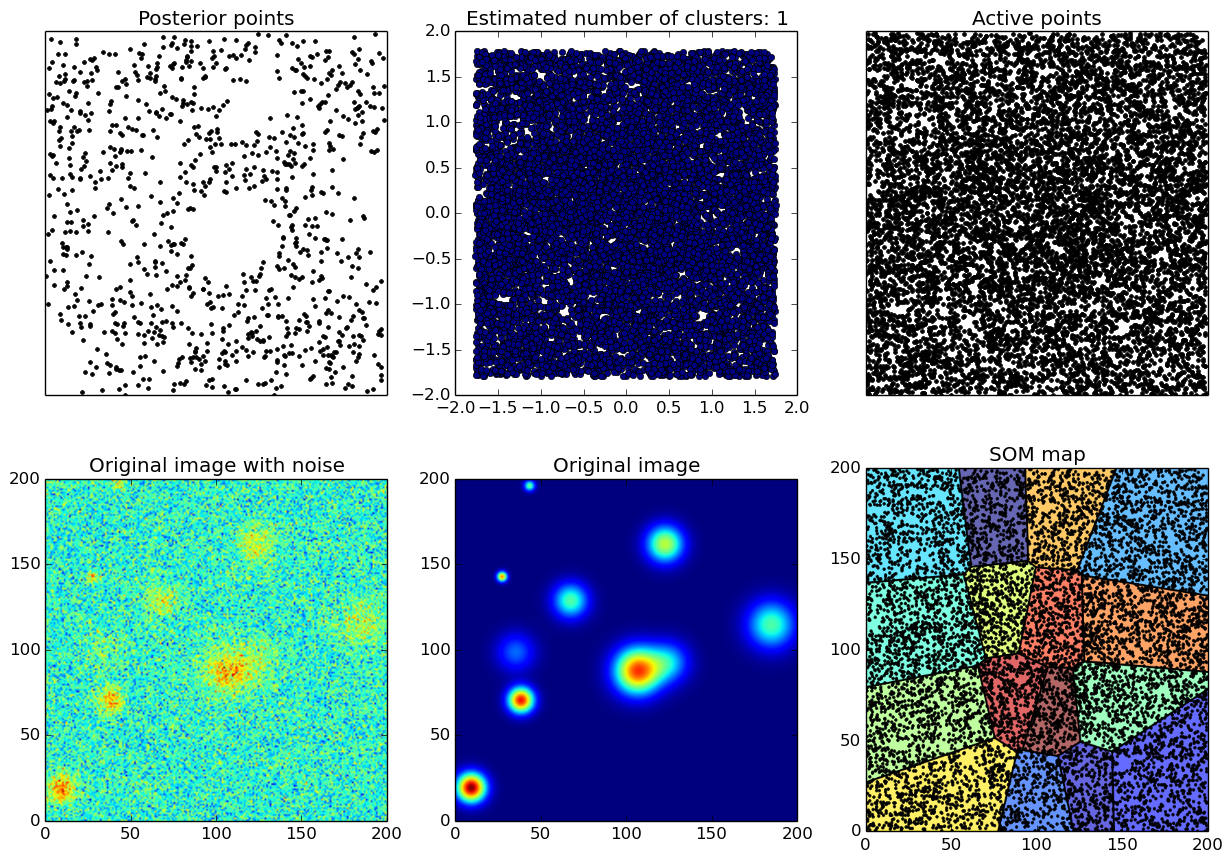 Posterior points
Estimated number of clusters: 1
Active points
2.0
1.5
1.0
0.5
0.0
−0.5
−1.0
−1.5
−2.0
−2.0 −1.5 −1.0 −0.5 0.0 0.5 1.0 1.5 2.0
Original image with noise
Original image
SOM map
200
150
100
50
0
0 50 100 150 200
200
150
100
50
0
0 50 100 150 200
200
150
100
50
0
0 50 100 150 200